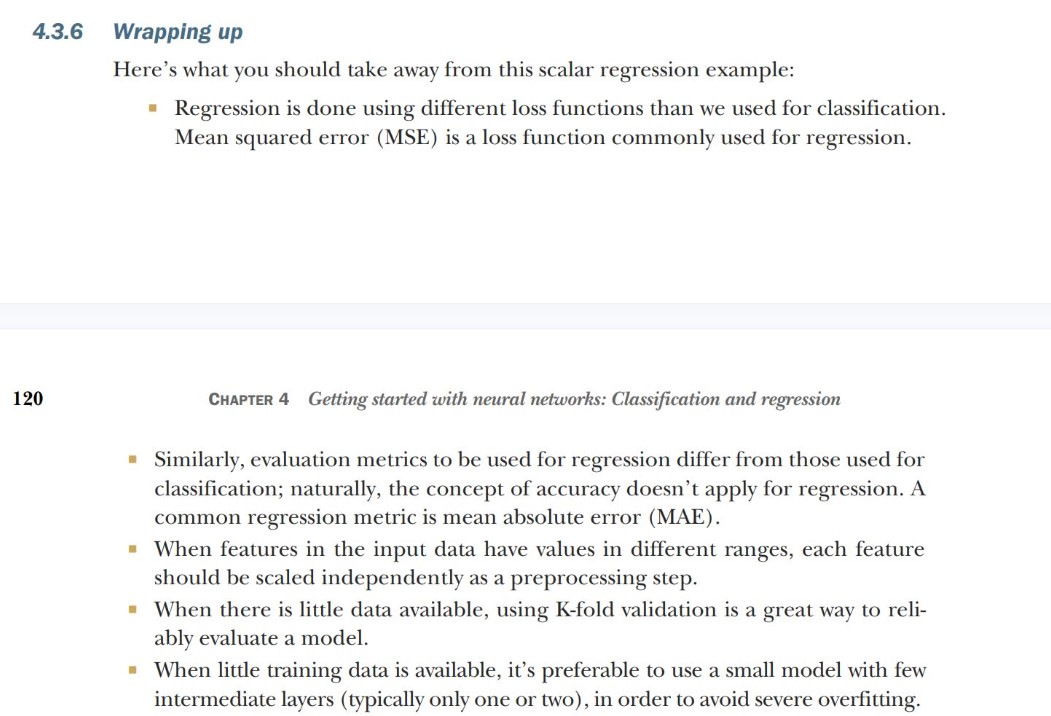 4.3.6 Wrapping up
Here's what you should take away from this scalar regression example:
▪ Regression is done using different loss functions than we used for classification.
Mean squared error (MSE) is a loss function commonly used for regression.
120 CHAPTER 4 Getting started with neural networks: Classification and regression
▪ Similarly, evaluation metrics to be used for regression differ from those used for
classification; naturally, the concept of accuracy doesn't apply for regression. A
common regression metric is mean absolute error (MAE).
▪ When features in the input data have values in different ranges, each feature
should be scaled independently as a preprocessing step.
▪ When there is little data available, using K-fold validation is a great way to reli-
ably evaluate a model.
▪ When little training data is available, it's preferable to use a small model with few
intermediate layers (typically only one or two), in order to avoid severe overfitting.